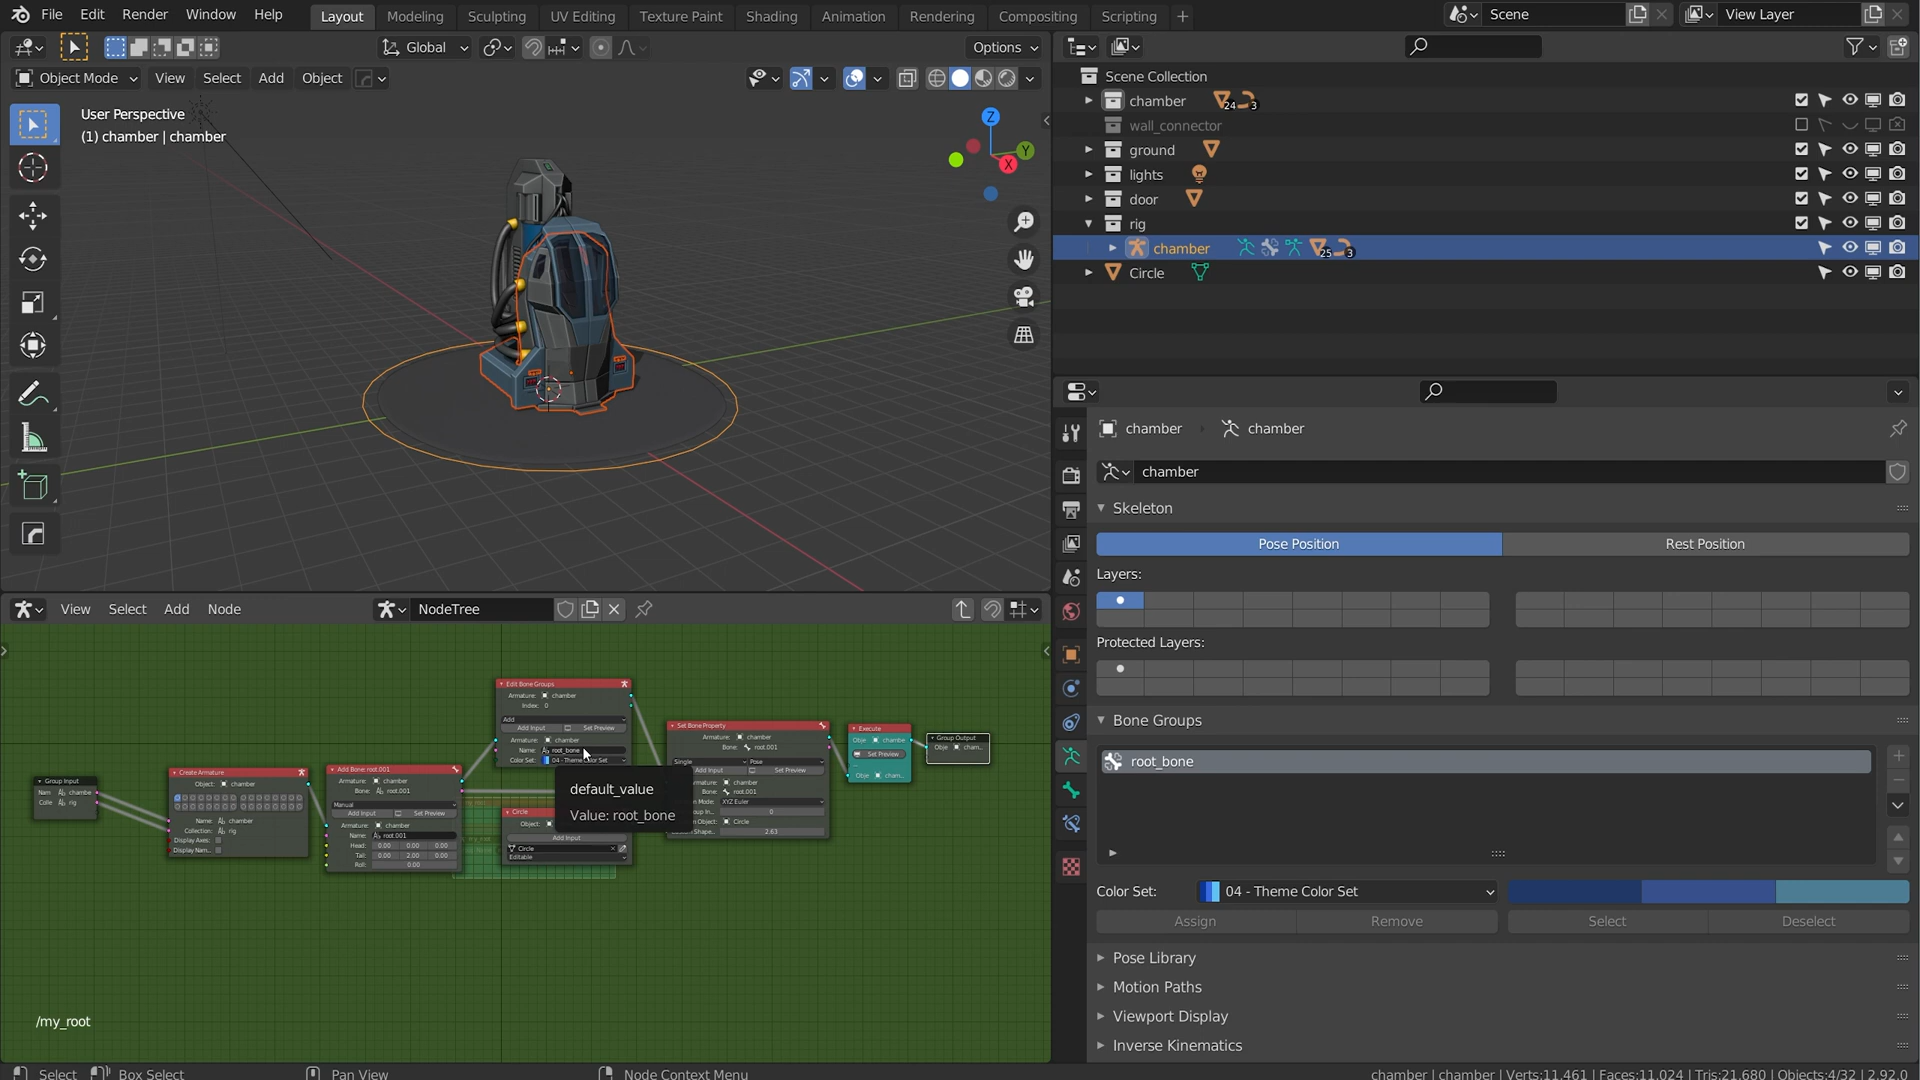 File Edit Render Window Help
Layout Modeling Sculpting UV Editing Texture Paint Shading Animation Rendering Compositing Scripting +
Scene
View Layer
Global
Options
Object Mode View Select Add Object
User Perspective
(1) chamber | chamber
Z
Y
X
Scene Collection
chamber 24 3
wall_connector
ground
lights
door
rig
chamber 25 3
Circle
chamber chamber
chamber
Skeleton
Pose Position Rest Position
Layers:
Protected Layers:
Bone Groups
root_bone
Color Set: 04 - Theme Color Set
Assign Remove Select Deselect
Pose Library
Motion Paths
Viewport Display
Inverse Kinematics
View Select Add Node
NodeTree
Group Input
Nam chambe
Colle rig
Create Armature
Object: chamber
Name: chamber
Collection: rig
Display Axes:
Display Nam..
Add Bone: root.001
Armature: chamber
Bone: root.001
Manual
Add Input Set Preview
Armature: chamber
Name: root.001
Head: 0.00 0.00 0.00
Tail: 0.00 2.00 0.00
Roll: 0.00
Edit Bone Groups
Armature: chamber
Index: 0
Add
Add Input Set Preview
Armature: chamber
Name: root_bone
Color Set: 04 - Theme Color Set
default_value
Value: root_bone
Circle
Object:
Add Input
Circle
Editable
Set Bone Property
Armature: chamber
Bone: root.001
Single Pose
Add Input Set Preview
chamber
root.001
XYZ Euler
0
Circle
2.63
Execute
Obje chambe
Set Preview
Obje cham..
Group Output
Obje cham..
/my_root
Select Box Select Pan View Node Context Menu
chamber | chamber | Verts:11,461 | Faces:11,024 | Tris:21,680 | Objects:4/32 | 2.92.0